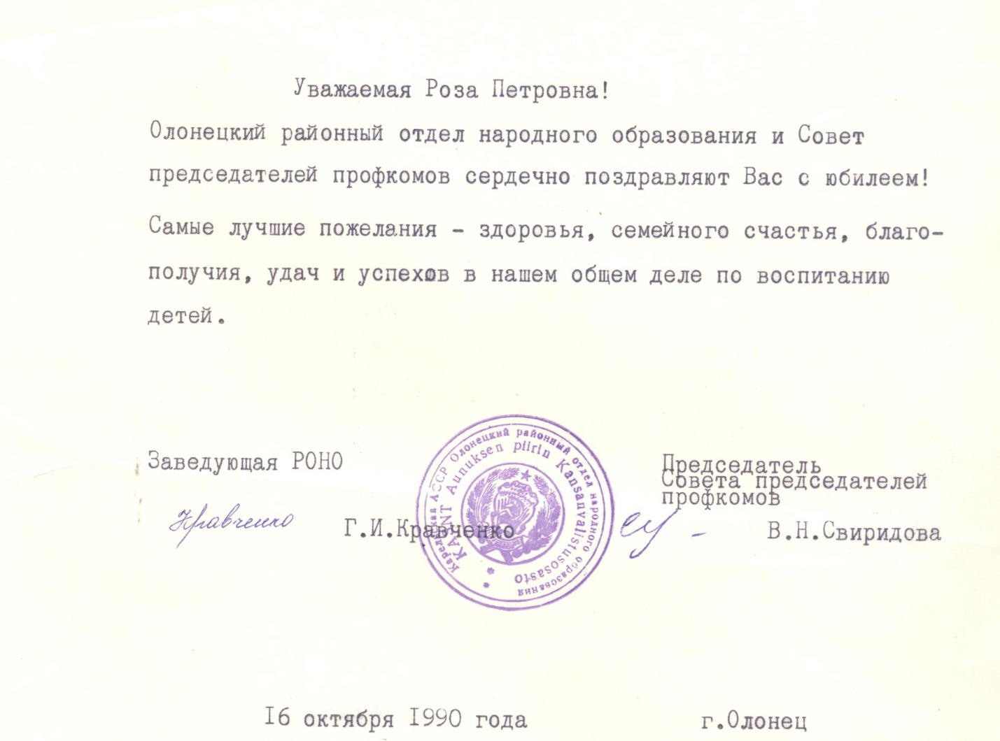 Уважаемая Роза Петровна!
Олонецкий районный отдел народного образования и Совет
председателей профкомов сердечно поздравляют Вас с юбилеем!
Самые лучшие пожелания – здоровья, семейного счастья, благо-
получия, удач и успехов в нашем общем деле по воспитанию
детей.
Заведующая РОНО
Председатель
Совета председателей
профкомов
Кравченко
Г.И.Кравченко
В.Н.Свиридова
Карельская АССР Олонецкий районный отдел народного образования
KASNT Aunuksen piirin Kansanvalistusosasto
16 октября 1990 года
г.Олонец